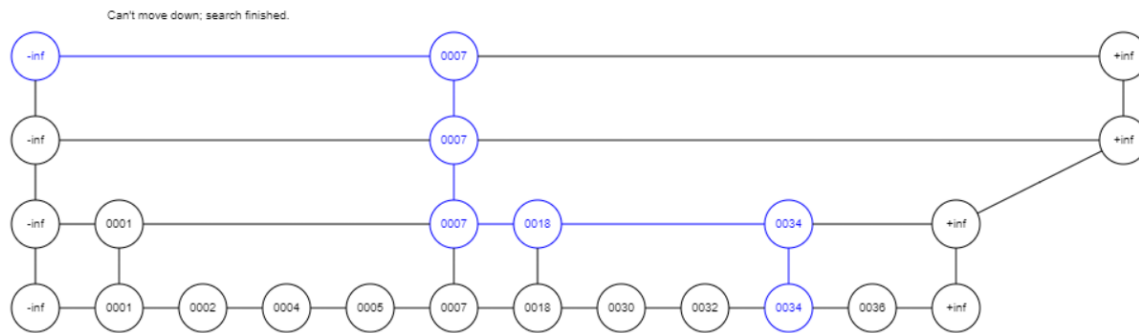 Can't move down; search finished.
-inf 0007 +inf
-inf 0007 +inf
-inf 0001 0007 0018 0034 +inf
-inf 0001 0002 0004 0005 0007 0018 0030 0032 0034 0036 +inf